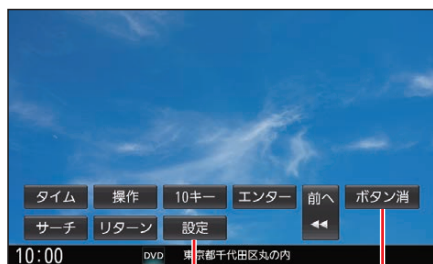 タイム 操作 10キー エンター 前へ ボタン消
サーチ リターン 設定
10:00 DVD 東京都千代田区丸の内